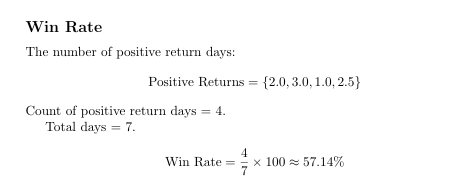 Win Rate
The number of positive return days:
Positive Returns = {2.0, 3.0, 1.0, 2.5}
Count of positive return days = 4.
Total days = 7.
Win Rate = 4/7 × 100 ≈ 57.14%